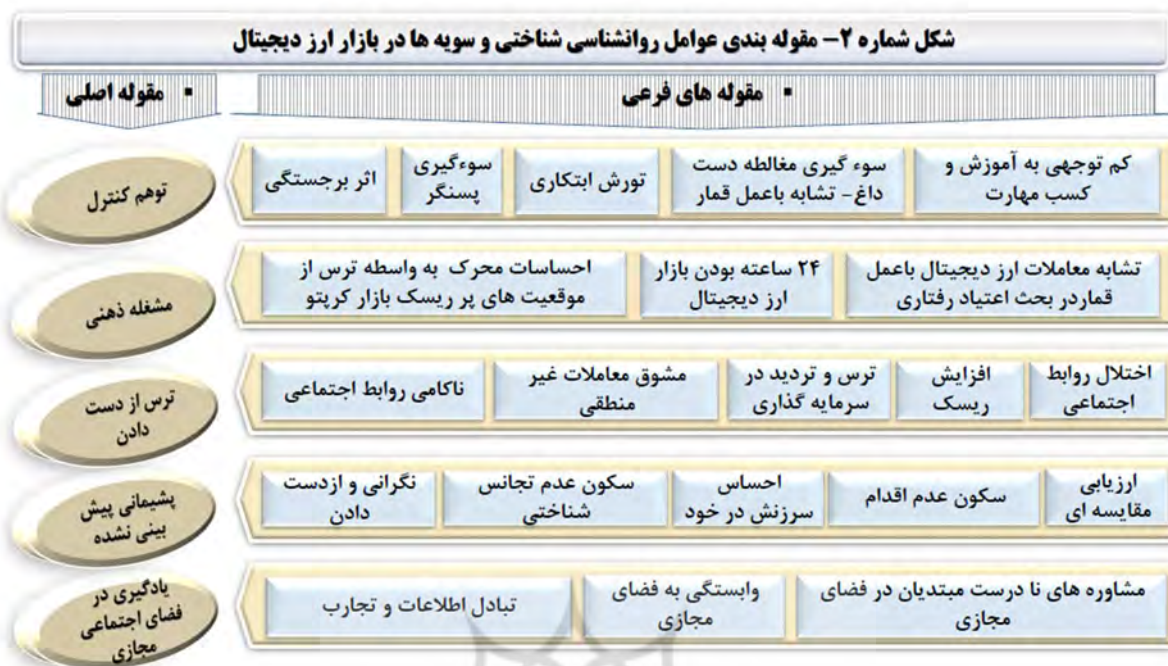 شکل شماره ۲- مقوله بندی عوامل روانشناسی شناختی و سویه ها در بازار ارز دیجیتال
▪ مقوله اصلی
▪ مقوله های فرعی
توهم کنترل
کم توجهی به آموزش و
کسب مهارت
سوء گیری مغالطه دست
داغ- تشابه باعمل قمار
تورش ابتکاری
سوءگیری
پسنگر
اثر برجستگی
مشغله ذهنی
تشابه معاملات ارز دیجیتال باعمل
قماردر بحث اعتیاد رفتاری
۲۴ ساعته بودن بازار
ارز دیجیتال
احساسات محرک به واسطه ترس از
موقعیت های پر ریسک بازار کرپتو
ترس از دست
دادن
اختلال روابط
اجتماعی
افزایش
ریسک
ترس و تردید در
سرمایه گذاری
مشوق معاملات غیر
منطقی
ناکامی روابط اجتماعی
پشیمانی پیش
بینی نشده
ارزیابی
مقایسه ای
سکون عدم اقدام
احساس
سرزنش در خود
سکون عدم تجانس
شناختی
نگرانی و ازدست
دادن
یادگیری در
فضای اجتماعی
مجازی
مشاوره های نا درست مبتدیان در فضای
مجازی
وابستگی به فضای
مجازی
تبادل اطلاعات و تجارب